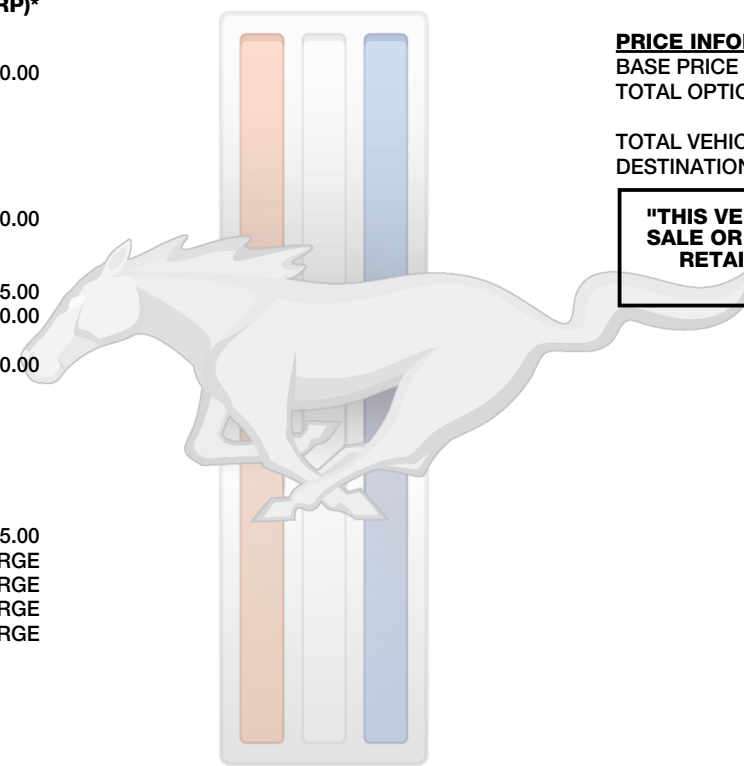 RP)*
0.00
0.00
5.00
0.00
0.00
5.00
RGE
RGE
RGE
RGE
PRICE INFO
BASE PRICE
TOTAL OPTIO
TOTAL VEHIC
DESTINATION
"THIS VE
SALE OR
RETAI